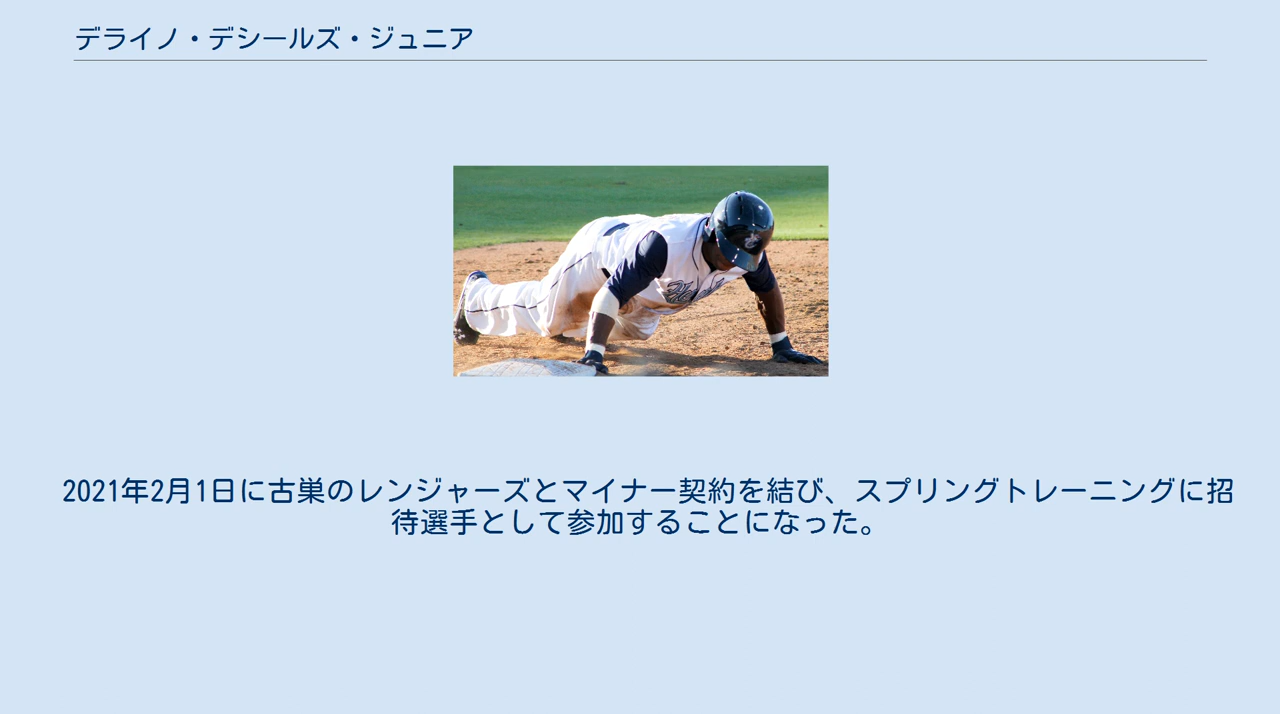 デライノ・デシールズ・ジュニア
2021年2月1日に古巣のレンジャーズとマイナー契約を結び、スプリングトレーニングに招
待選手として参加することになった。